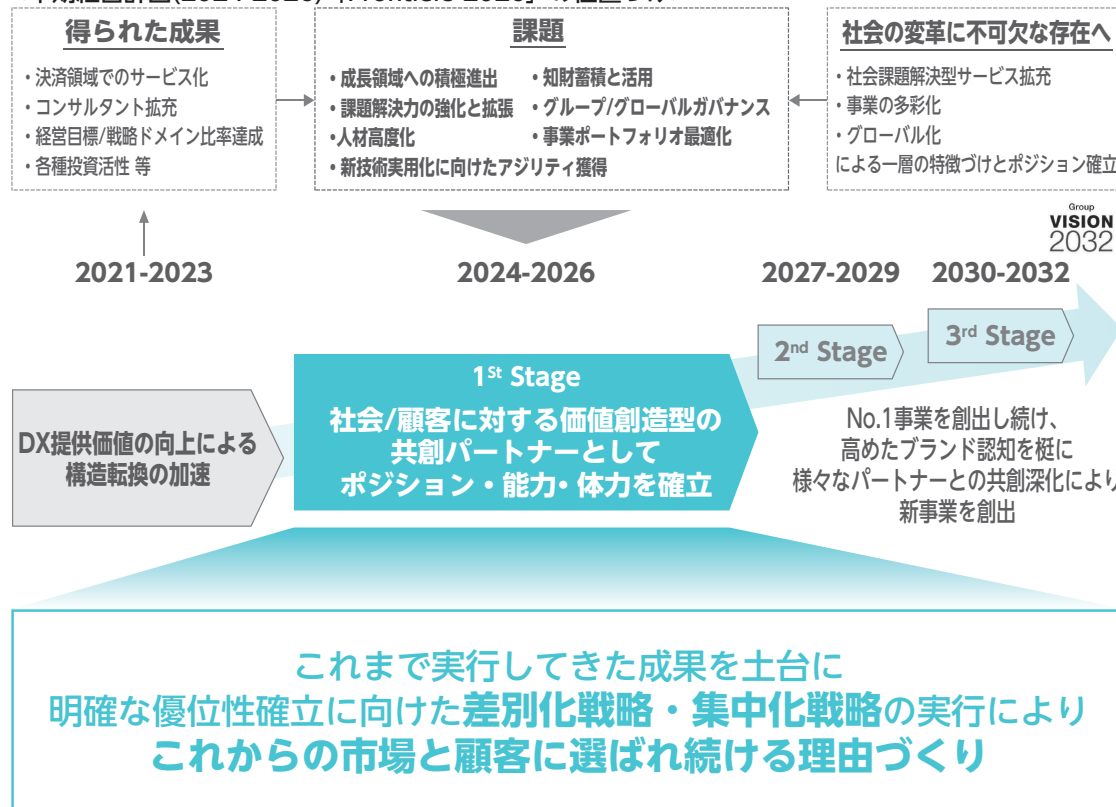 得られた成果
・決済領域でのサービス化
・コンサルタント拡充
・経営目標/戦略ドメイン比率達成
・各種投資活性 等
課題
・成長領域への積極進出
・課題解決力の強化と拡張
・人材高度化
・新技術実用化に向けたアジリティ獲得
・知財蓄積と活用
・グループ/グローバルガバナンス
・事業ポートフォリオ最適化
社会の変革に不可欠な存在へ
・社会課題解決型サービス拡充
・事業の多彩化
・グローバル化
による一層の特徴づけとポジション確立
Group
VISION
2032
2021-2023
2024-2026
2027-2029
2030-2032
DX提供価値の向上による
構造転換の加速
1St Stage
社会/顧客に対する価値創造型の
共創パートナーとして
ポジション・能力・体力を確立
2nd Stage
3rd Stage
No.1事業を創出し続け、
高めたブランド認知を梃に
様々なパートナーとの共創深化により
新事業を創出
これまで実行してきた成果を土台に
明確な優位性確立に向けた差別化戦略・集中化戦略の実行により
これからの市場と顧客に選ばれ続ける理由づくり